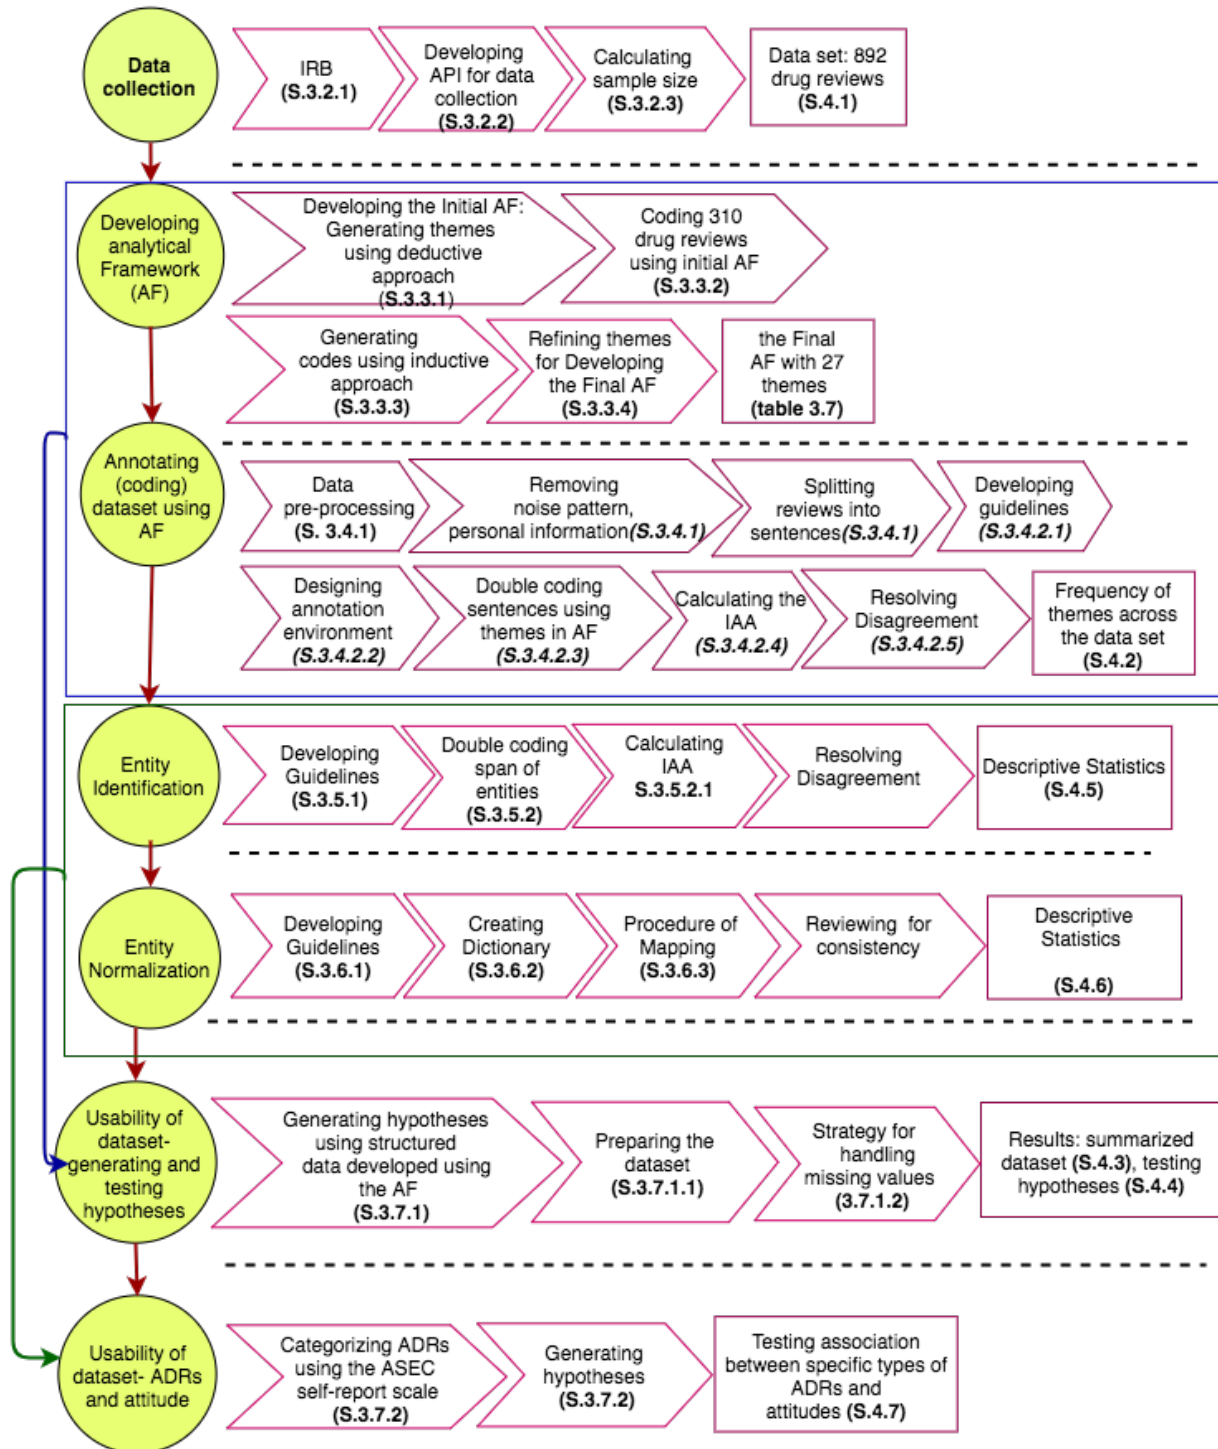 Data
collection
IRB
(S.3.2.1)
Developing
API for data
collection
(S.3.2.2)
Calculating
sample size
(S.3.2.3)
Data set: 892
drug reviews
(S.4.1)
Developing
analytical
Framework
(AF)
Developing the Initial AF:
Generating themes
using deductive
approach
(S.3.3.1)
Coding 310
drug reviews
using initial AF
(S.3.3.2)
Generating
codes using inductive
approach
(S.3.3.3)
Refining themes
for Developing
the Final AF
(S.3.3.4)
the Final
AF with 27
themes
(table 3.7)
Annotating
(coding)
dataset using
AF
Data
pre-processing
(S. 3.4.1)
Removing
noise pattern,
personal information(S.3.4.1)
Splitting
reviews into
sentences(S.3.4.1)
Developing
guidelines
(S.3.4.2.1)
Designing
annotation
environment
(S.3.4.2.2)
Double coding
sentences using
themes in AF
(S.3.4.2.3)
Calculating the
IAA
(S.3.4.2.4)
Resolving
Disagreement
(S.3.4.2.5)
Frequency of
themes across
the data set
(S.4.2)
Entity
Identification
Developing
Guidelines
(S.3.5.1)
Double coding
span of
entities
(S.3.5.2)
Calculating
IAA
S.3.5.2.1
Resolving
Disagreement
Descriptive Statistics
(S.4.5)
Entity
Normalization
Developing
Guidelines
(S.3.6.1)
Creating
Dictionary
(S.3.6.2)
Procedure of
Mapping
(S.3.6.3)
Reviewing for
consistency
Descriptive
Statistics
(S.4.6)
Usability of
dataset-
generating and
testing
hypotheses
Generating hypotheses
using structured
data developed using
the AF
(S.3.7.1)
Preparing the
dataset
(S.3.7.1.1)
Strategy for
handling
missing values
(3.7.1.2)
Results: summarized
dataset (S.4.3), testing
hypotheses (S.4.4)
Usability of
dataset- ADRs
and attitude
Categorizing ADRs
using the ASEC
self-report scale
(S.3.7.2)
Generating
hypotheses
(S.3.7.2)
Testing association
between specific types of
ADRs and
attitudes (S.4.7)